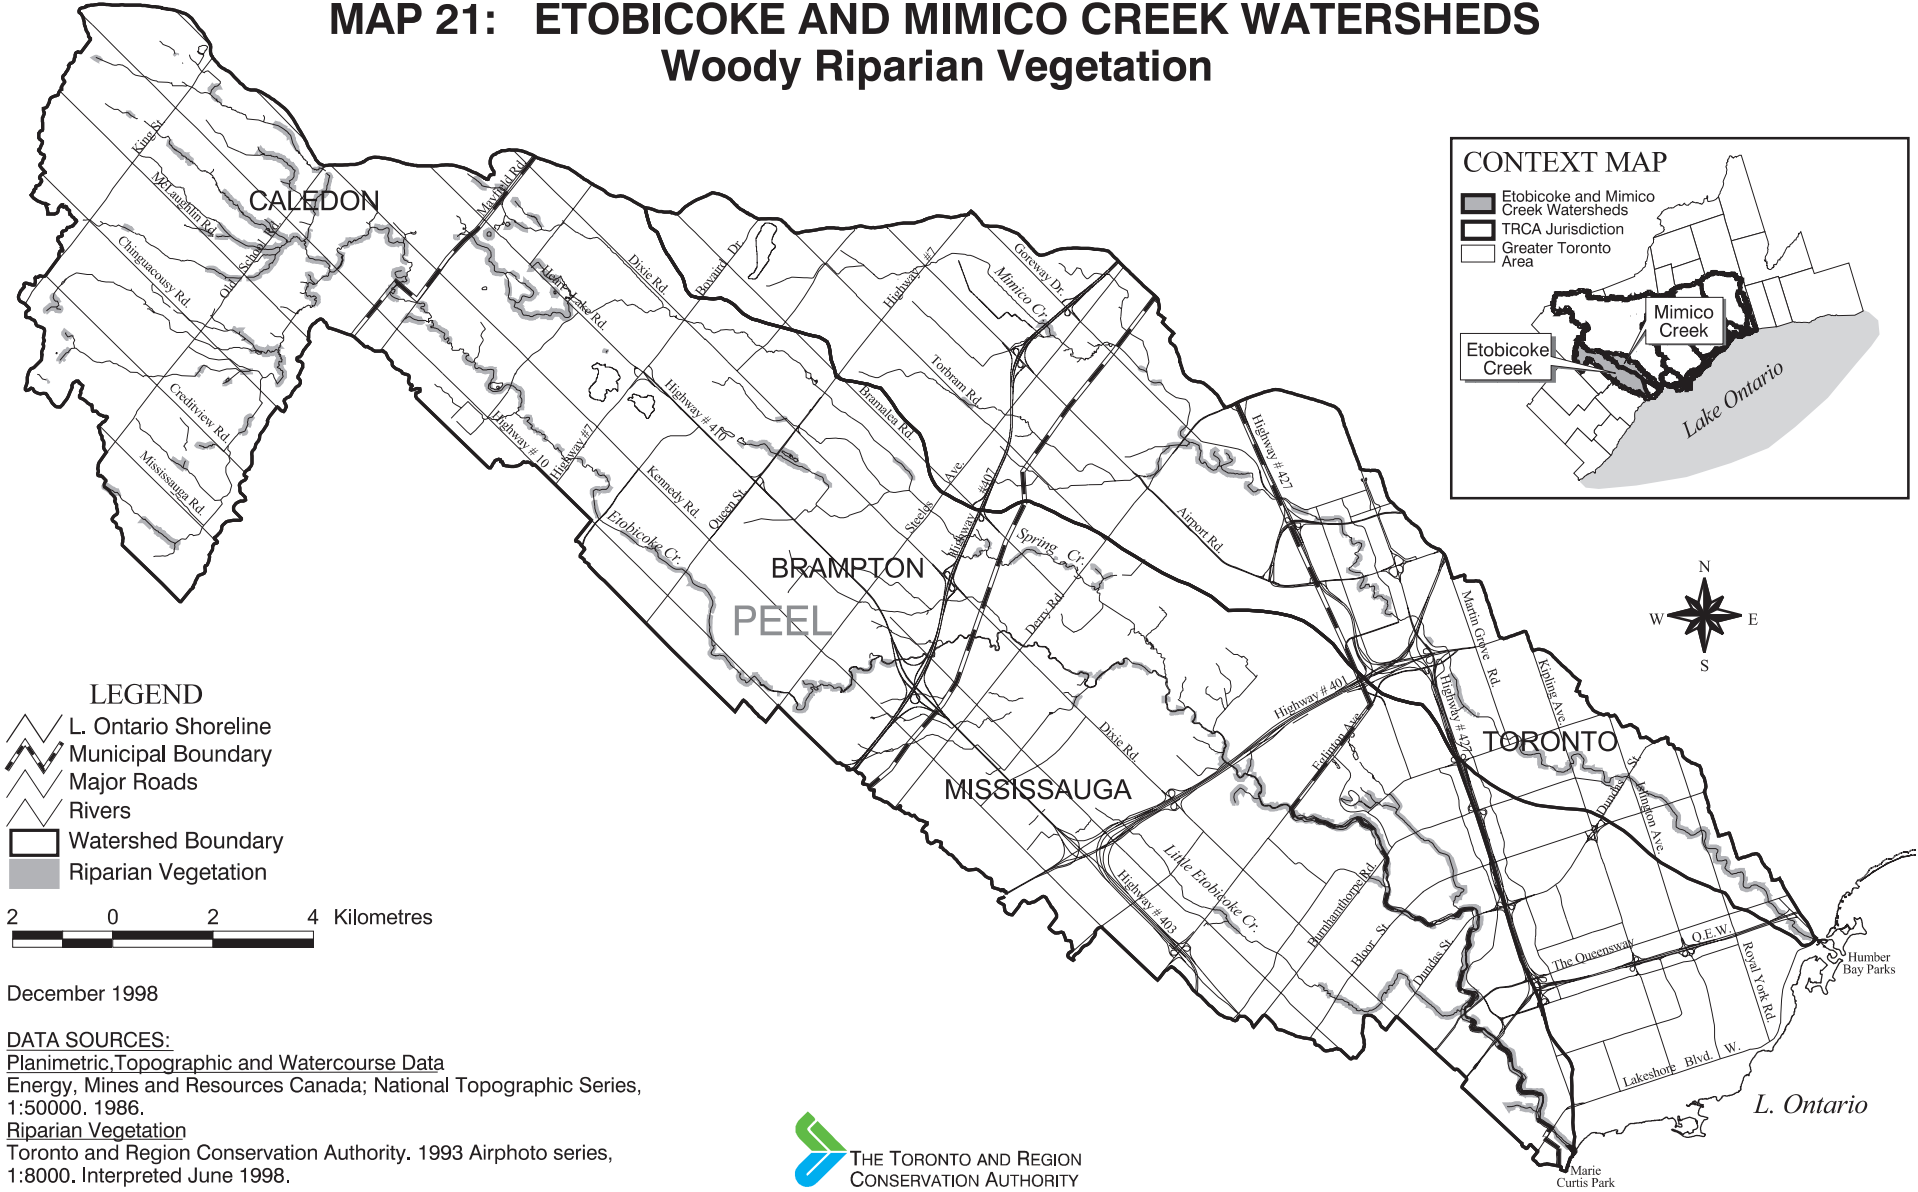 MAP 21: ETOBICOKE AND MIMICO CREEK WATERSHEDS
Woody Riparian Vegetation
CONTEXT MAP
Etobicoke and Mimico
Creek Watersheds
TRCA Jurisdiction
Greater Toronto
Area
Mimico
Creek
Etobicoke
Creek
Lake Ontario
King St
McLaughlin Rd.
CALEDON
Chinguacousy Rd.
Old School Rd.
Creditview Rd.
Mississauga Rd.
Mayfield Rd.
Heart Lake Rd.
Dixie Rd.
Bovaird Dr.
Highway #7
Goreway Dr.
Mimico Cr.
Torbram Rd.
Bramalea Rd.
Highway # 410
Highway # 10
Highway #7
Kennedy Rd.
Queen St.
Steeles Ave.
Highway #407
Etobicoke Cr.
BRAMPTON
PEEL
Spring Cr.
Derry Rd.
Airport Rd.
Highway # 427
Martin Grove Rd.
Kipling Ave.
Highway # 401
Highway # 427
Eglinton Ave.
Dixie Rd.
TORONTO
MISSISSAUGA
Dundas St.
Islington Ave.
Little Etobicoke Cr.
Highway # 403
Burnhamthorpe Rd.
Bloor St
Dundas St
The Queensway
Q.E.W.
Royal York Rd.
Lakeshore Blvd. W.
Humber
Bay Parks
L. Ontario
Marie
Curtis Park
N
W
E
S
LEGEND
L. Ontario Shoreline
Municipal Boundary
Major Roads
Rivers
Watershed Boundary
Riparian Vegetation
2 0 2 4 Kilometres
December 1998
DATA SOURCES:
Planimetric,Topographic and Watercourse Data
Energy, Mines and Resources Canada; National Topographic Series,
1:50000. 1986.
Riparian Vegetation
Toronto and Region Conservation Authority. 1993 Airphoto series,
1:8000. Interpreted June 1998.
THE TORONTO AND REGION
CONSERVATION AUTHORITY